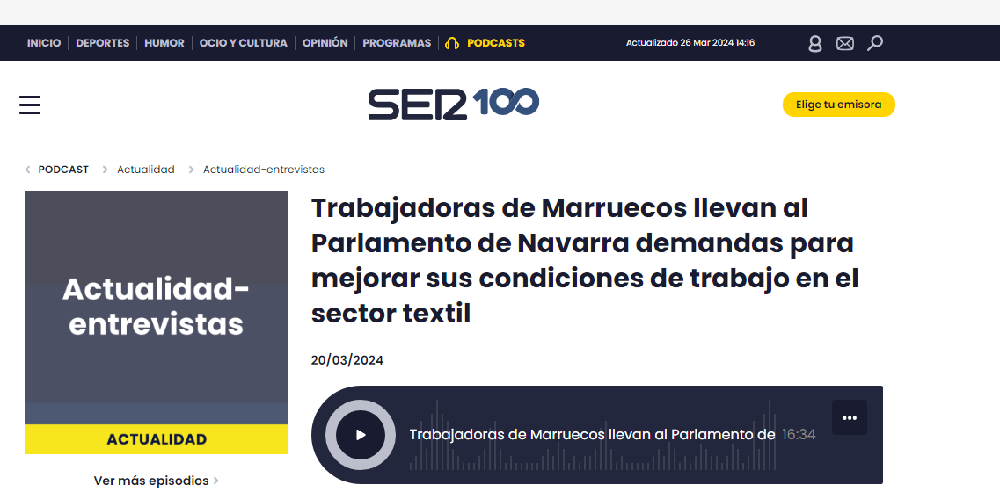 INICIO DEPORTES HUMOR OCIO Y CULTURA OPINIÓN PROGRAMAS PODCASTS Actualizado 26 Mar 2024 14:16
SER 100 Elige tu emisora
PODCAST Actualidad Actualidad-entrevistas
Actualidad-
entrevistas
ACTUALIDAD
Ver más episodios
Trabajadoras de Marruecos llevan al
Parlamento de Navarra demandas para
mejorar sus condiciones de trabajo en el
sector textil
20/03/2024
Trabajadoras de Marruecos llevan al Parlamento de 16:34